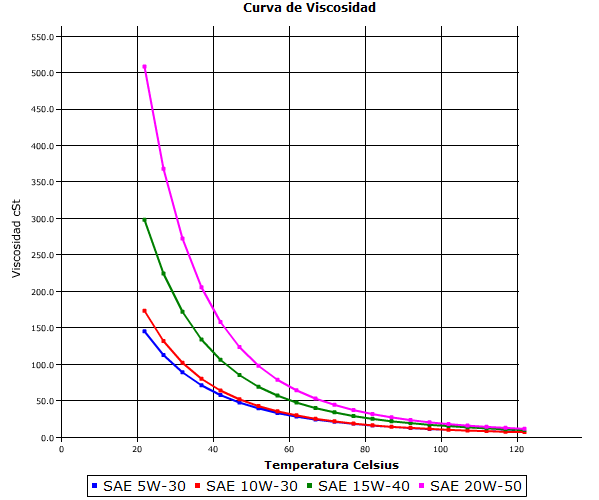 Curva de Viscosidad
550.0
500.0
450.0
400.0
350.0
300.0
250.0
200.0
150.0
100.0
50.0
0.0
Viscosidad cSt
0 20 40 60 80 100 120
Temperatura Celsius
SAE 5W-30 SAE 10W-30 SAE 15W-40 SAE 20W-50